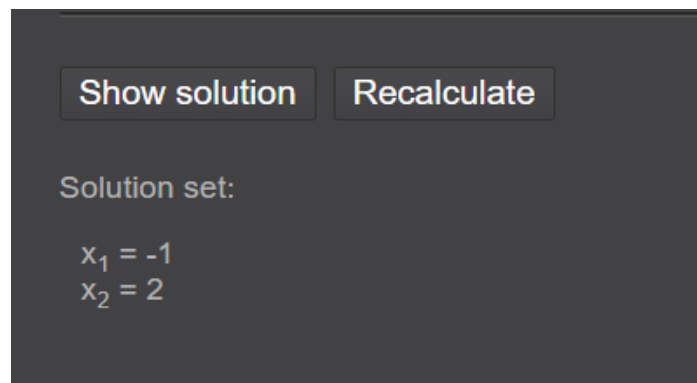 Show solution Recalculate
Solution set:
x₁ = -1
x₂ = 2